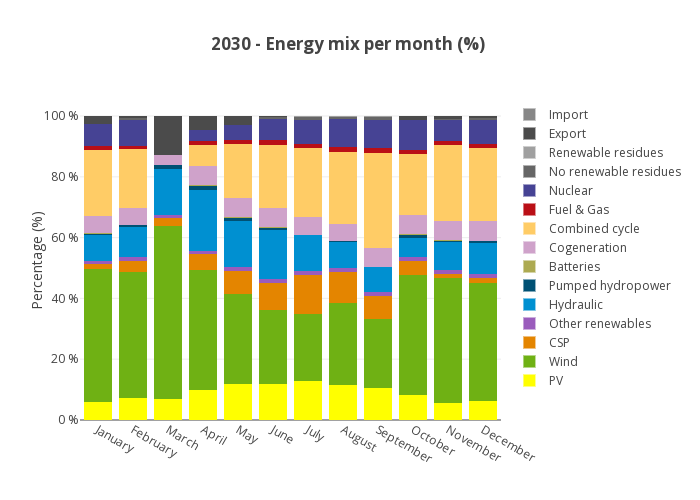 2030 - Energy mix per month (%)
Percentage (%)
100 %
80 %
60 %
40 %
20 %
0 %
January
February
March
April
May
June
July
August
September
October
November
December
Import
Export
Renewable residues
No renewable residues
Nuclear
Fuel & Gas
Combined cycle
Cogeneration
Batteries
Pumped hydropower
Hydraulic
Other renewables
CSP
Wind
PV